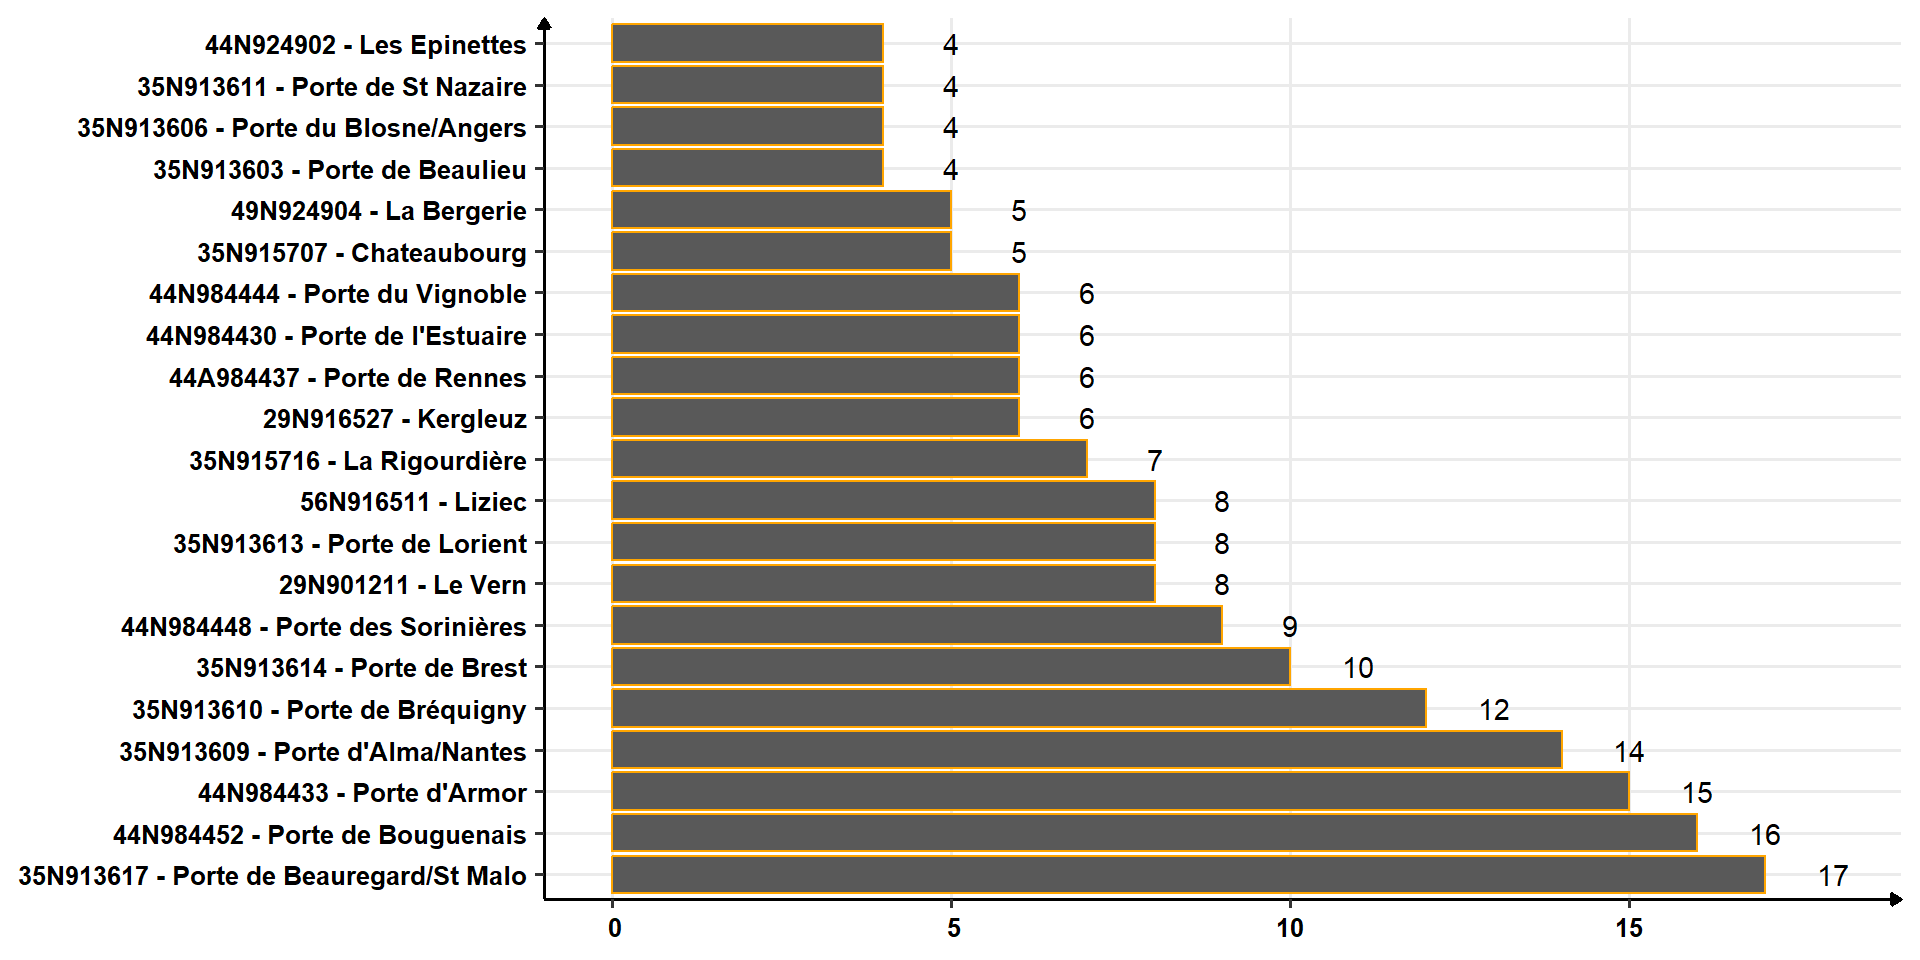 44N924902 - Les Epinettes 4
35N913611 - Porte de St Nazaire 4
35N913606 - Porte du Blosne/Angers 4
35N913603 - Porte de Beaulieu 4
49N924904 - La Bergerie 5
35N915707 - Chateaubourg 5
44N984444 - Porte du Vignoble 6
44N984430 - Porte de l'Estuaire 6
44A984437 - Porte de Rennes 6
29N916527 - Kergleuz 6
35N915716 - La Rigourdière 7
56N916511 - Liziec 8
35N913613 - Porte de Lorient 8
29N901211 - Le Vern 8
44N984448 - Porte des Sorinières 9
35N913614 - Porte de Brest 10
35N913610 - Porte de Bréquigny 12
35N913609 - Porte d'Alma/Nantes 14
44N984433 - Porte d'Armor 15
44N984452 - Porte de Bouguenais 16
35N913617 - Porte de Beauregard/St Malo 17
0 5 10 15